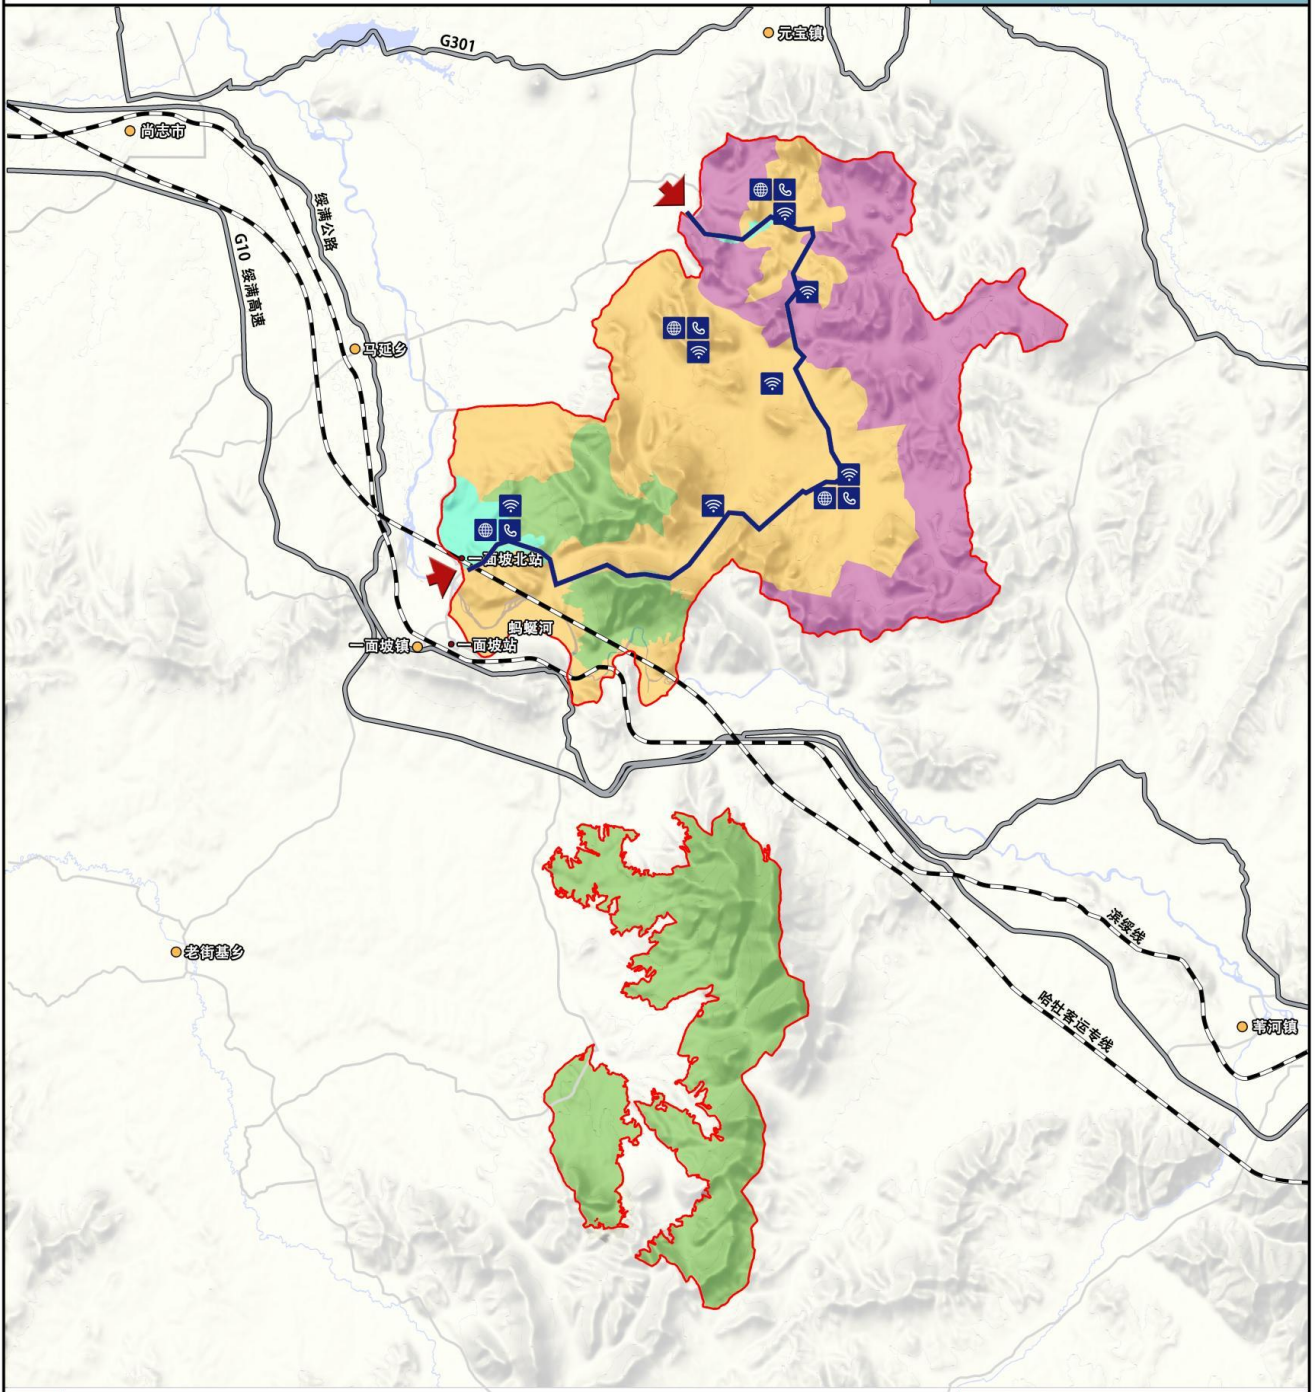 元宝镇
G301
尚志市
绥满公路
G10 绥满高速
马延乡
一面坡北站
蚂蜒河
一面坡镇
一面坡站
滨绥线
老街基乡
哈牡客运专线
苇河镇